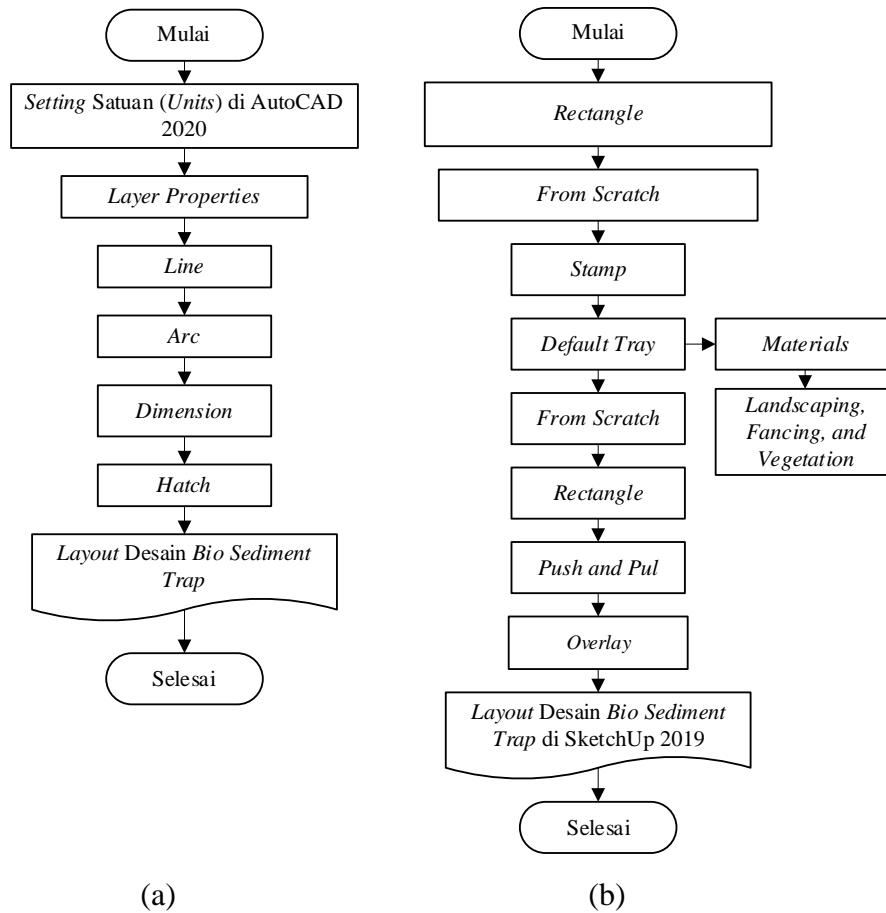 Mulai
Setting Satuan (Units) di AutoCAD
2020
Layer Properties
Line
Arc
Dimension
Hatch
Layout Desain Bio Sediment
Trap
Selesai
(a)
Mulai
Rectangle
From Scratch
Stamp
Default Tray
Materials
Landscaping,
Fancing, and
Vegetation
From Scratch
Rectangle
Push and Pul
Overlay
Layout Desain Bio Sediment
Trap di SketchUp 2019
Selesai
(b)